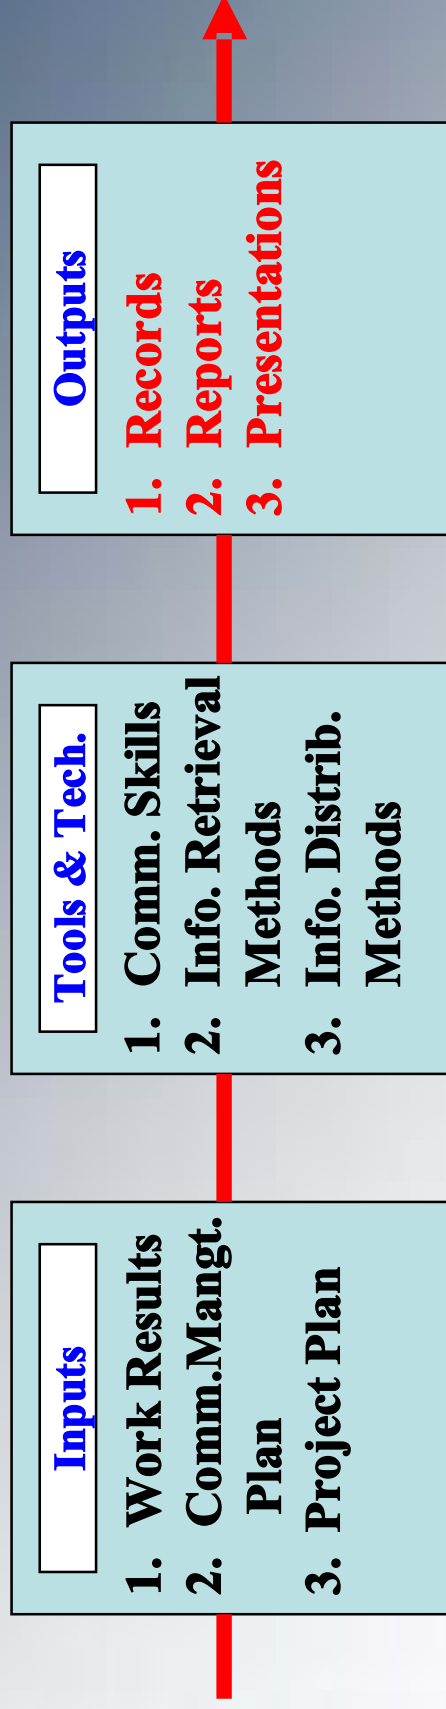 Inputs
1. Work Results
2. Comm.Mangt.
Plan
3. Project Plan
Tools & Tech.
1. Comm. Skills
2. Info. Retrieval
Methods
3. Info. Distrib.
Methods
Outputs
1. Records
2. Reports
3. Presentations